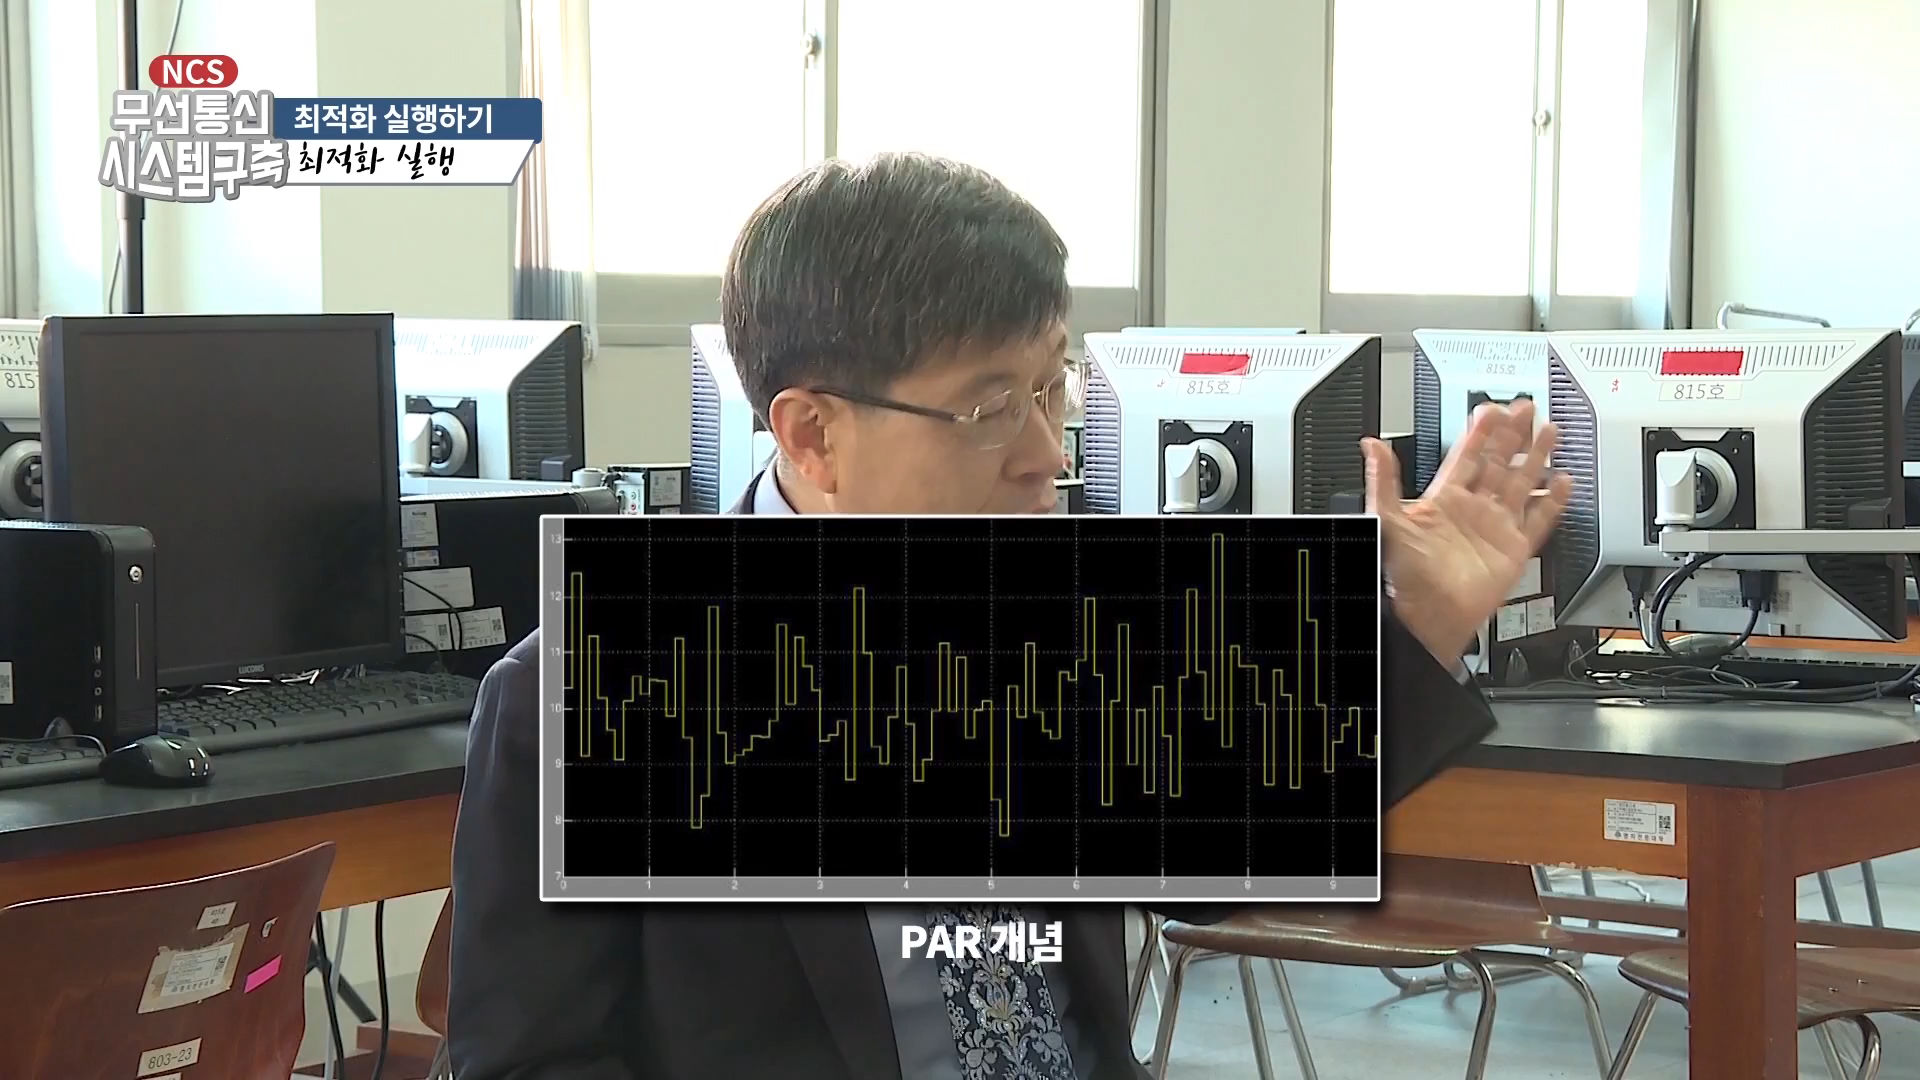 NCS
무선통신
시스템구축
최적화 실행하기
최적화 실행
815호
815호
815호
LUCOMS
13
12
11
10
9
8
7
0 1 2 3 4 5 6 7 8 9
PAR 개념
803-23